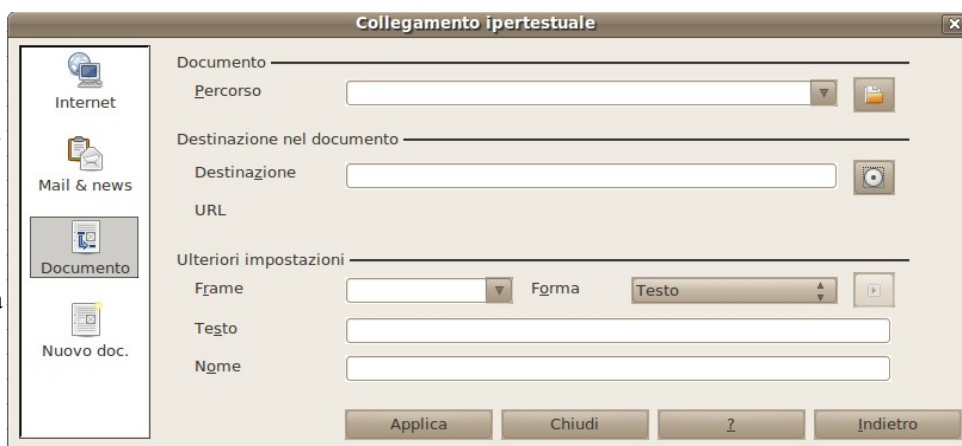 Collegamento ipertestuale
Internet
Mail & news
Documento
Nuovo doc.
Documento
Percorso
Destinazione nel documento
Destinazione
URL
Ulteriori impostazioni
Frame
Forma
Testo
Testo
Nome
Applica
Chiudi
?
Indietro